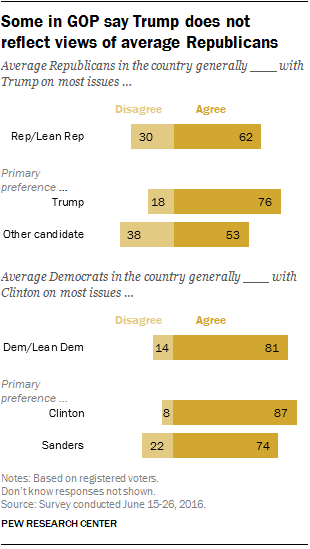 Some in GOP say Trump does not
reflect views of average Republicans
Average Republicans in the country generally ____ with
Trump on most issues ...
Disagree Agree
Rep/Lean Rep 30 62
Primary
preference ...
Trump 18 76
Other candidate 38 53
Average Democrats in the country generally ____ with
Clinton on most issues ...
Disagree Agree
Dem/Lean Dem 14 81
Primary
preference ...
Clinton 8 87
Sanders 22 74
Notes: Based on registered voters.
Don't know responses not shown.
Source: Survey conducted June 15-26, 2016.
PEW RESEARCH CENTER